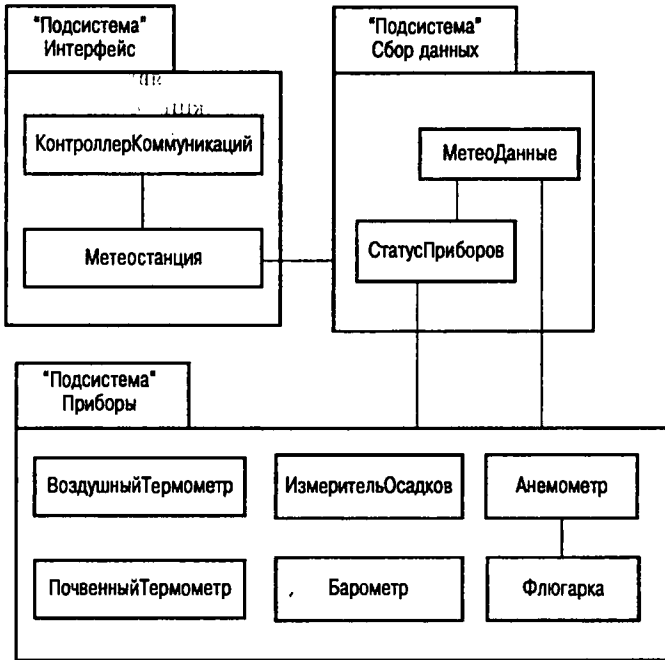 "Подсистема"
Интерфейс
КонтроллерКоммуникаций
Метеостанция
"Подсистема"
Сбор данных
МетеоДанные
СтатусПриборов
"Подсистема"
Приборы
ВоздушныйТермометр
ИзмерительОсадков
Анемометр
ПочвенныйТермометр
Барометр
Флюгарка